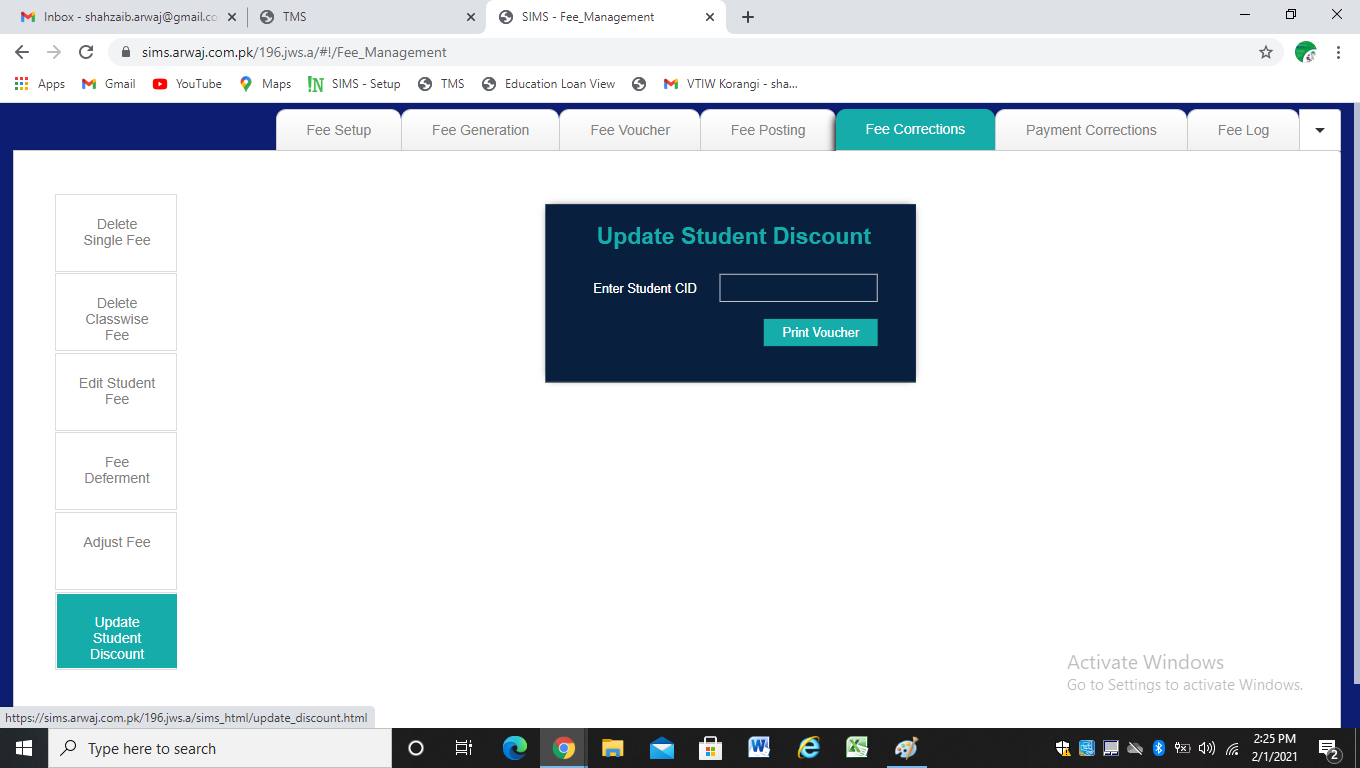 Inbox - shahzaib.arwaj@gmail.co
TMS
SIMS - Fee_Management
sims.arwaj.com.pk/196.jws.a/#!/Fee_Management
Apps
Gmail
YouTube
Maps
SIMS - Setup
TMS
Education Loan View
VTIW Korangi - sha...
Fee Setup
Fee Generation
Fee Voucher
Fee Posting
Fee Corrections
Payment Corrections
Fee Log
Delete
Single Fee
Delete
Classwise
Fee
Edit Student
Fee
Fee
Deferment
Adjust Fee
Update
Student
Discount
Update Student Discount
Enter Student CID
Print Voucher
Activate Windows
Go to Settings to activate Windows.
https://sims.arwaj.com.pk/196.jws.a/sims_html/update_discount.html
Type here to search
2:25 PM
2/1/2021
2